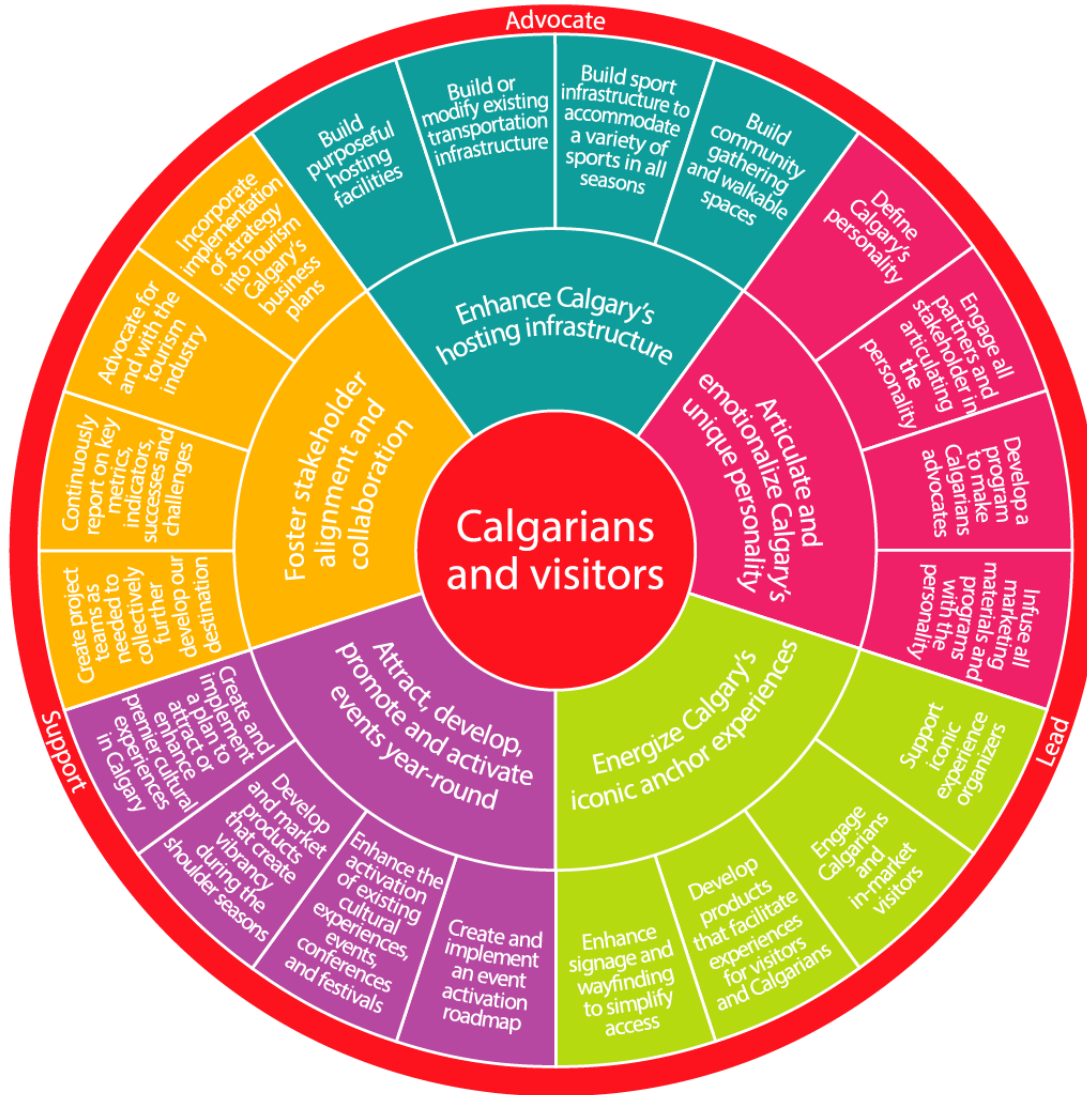 Advocate
Build
purposeful
hosting
facilities
Build or
modify existing
transportation
infrastructure
Build sport
infrastructure to
accommodate
a variety of
sports in all
seasons
Build
community
gathering
and walkable
spaces
Enhance Calgary's
hosting infrastructure
Define
Calgary's
personality
Engage all
partners and
stakeholder in
articulating
the
personality
Develop a
program
to make
Calgarians
advocates
Infuse all
marketing
materials and
programs
with the
personality
Articulate and
emotionalize Calgary's
unique personality
Lead
Support
iconic
experience
organizers
Engage
Calgarians
and
in-market
visitors
Develop
products
that facilitate
experiences
for visitors
and Calgarians
Enhance
signage and
wayfinding
to simplify
access
Energize Calgary's
iconic anchor experiences
Create and
implement
an event
activation
roadmap
Enhance the
activation
of existing
cultural
experiences,
events,
conferences
and festivals
Develop
and market
products
that create
vibrancy
during the
shoulder seasons
Create and
implement
a plan to
attract or
enhance
premier cultural
experiences
in Calgary
Attract, develop,
promote and activate
events year-round
Support
Create project
teams as
needed to
collectively
further
develop our
destination
Continuously
report on key
metrics,
indicators,
successes and
challenges
Advocate for
and with the
tourism
industry
Incorporate
implementation
of strategy
into Tourism
Calgary's
business
plans
Foster stakeholder
alignment and
collaboration
Calgarians
and visitors